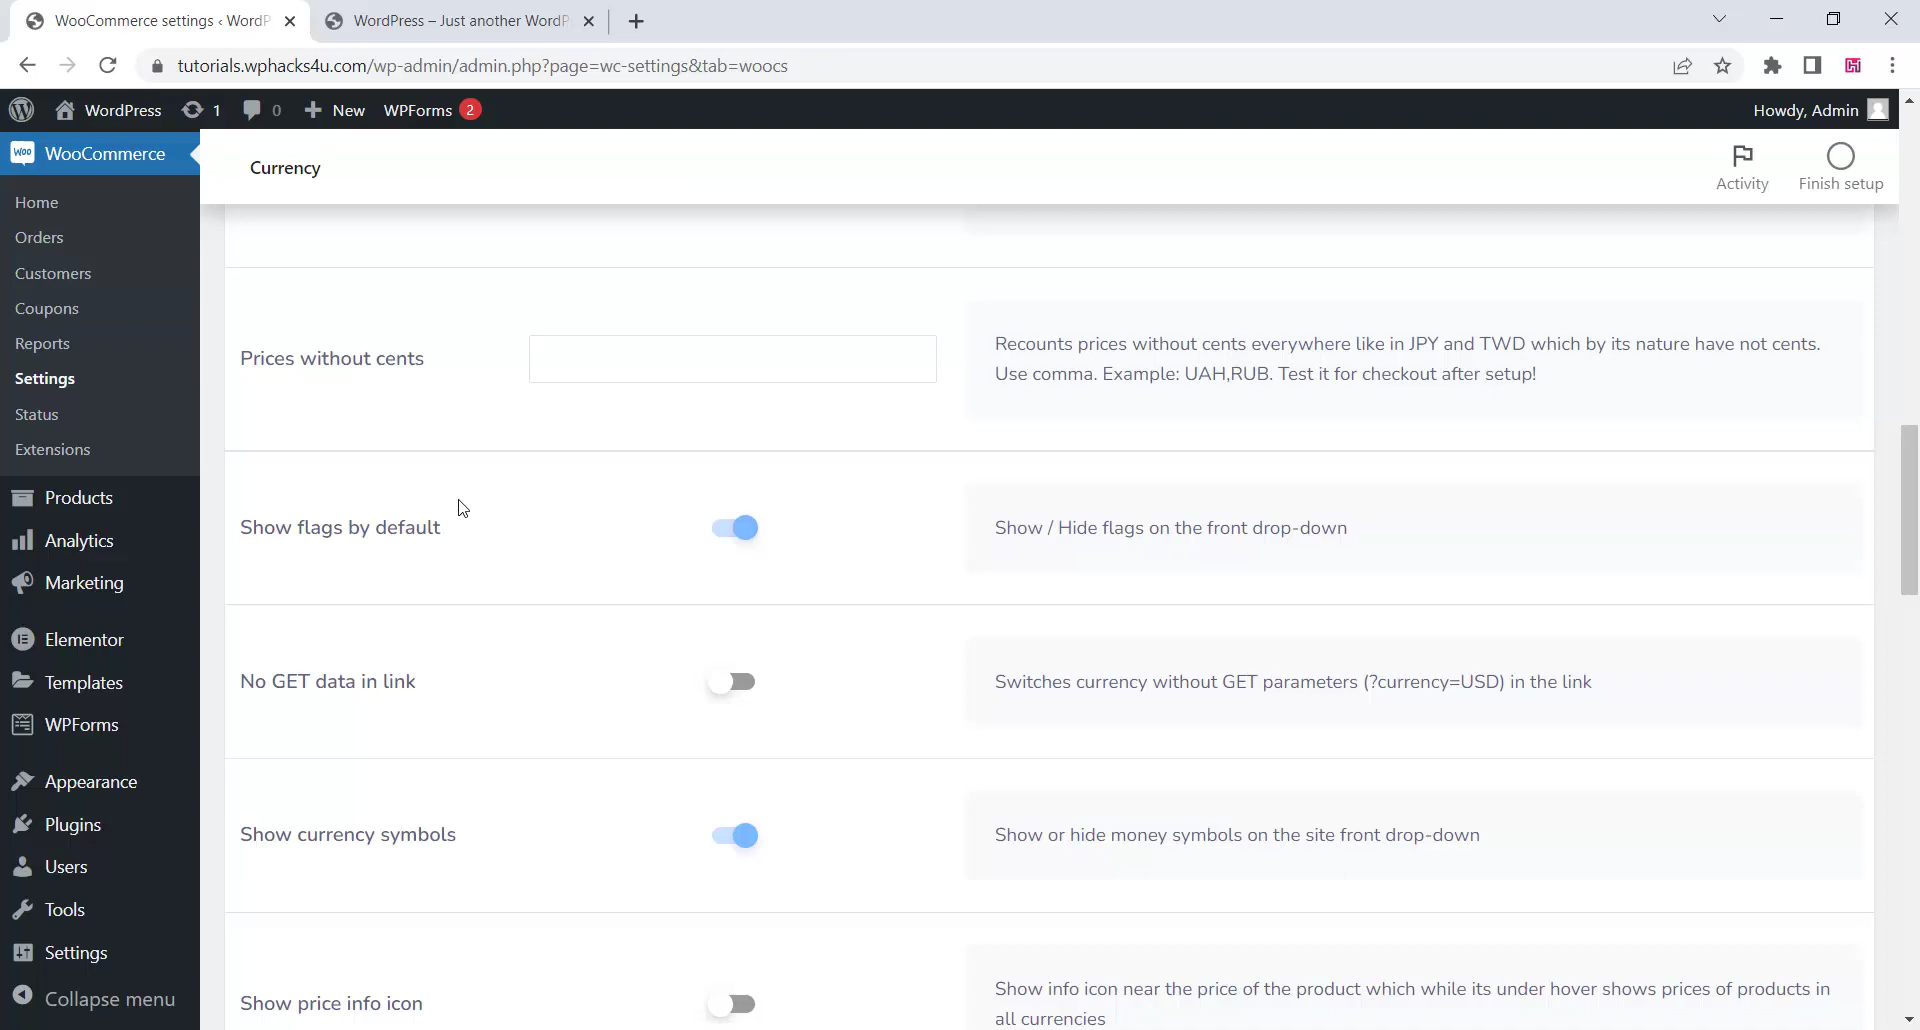 WooCommerce settings ‹ WordP
WordPress – Just another WordP
tutorials.wphacks4u.com/wp-admin/admin.php?page=wc-settings&tab=woocs
WordPress
1
0
New
WPForms 2
Howdy, Admin
Woo WooCommerce
Home
Orders
Customers
Coupons
Reports
Settings
Status
Extensions
Products
Analytics
Marketing
Elementor
Templates
WPForms
Appearance
Plugins
Users
Tools
Settings
Collapse menu
Currency
Activity
Finish setup
Prices without cents
Recounts prices without cents everywhere like in JPY and TWD which by its nature have not cents.
Use comma. Example: UAH,RUB. Test it for checkout after setup!
Show flags by default
Show / Hide flags on the front drop-down
No GET data in link
Switches currency without GET parameters (?currency=USD) in the link
Show currency symbols
Show or hide money symbols on the site front drop-down
Show price info icon
Show info icon near the price of the product which while its under hover shows prices of products in
all currencies